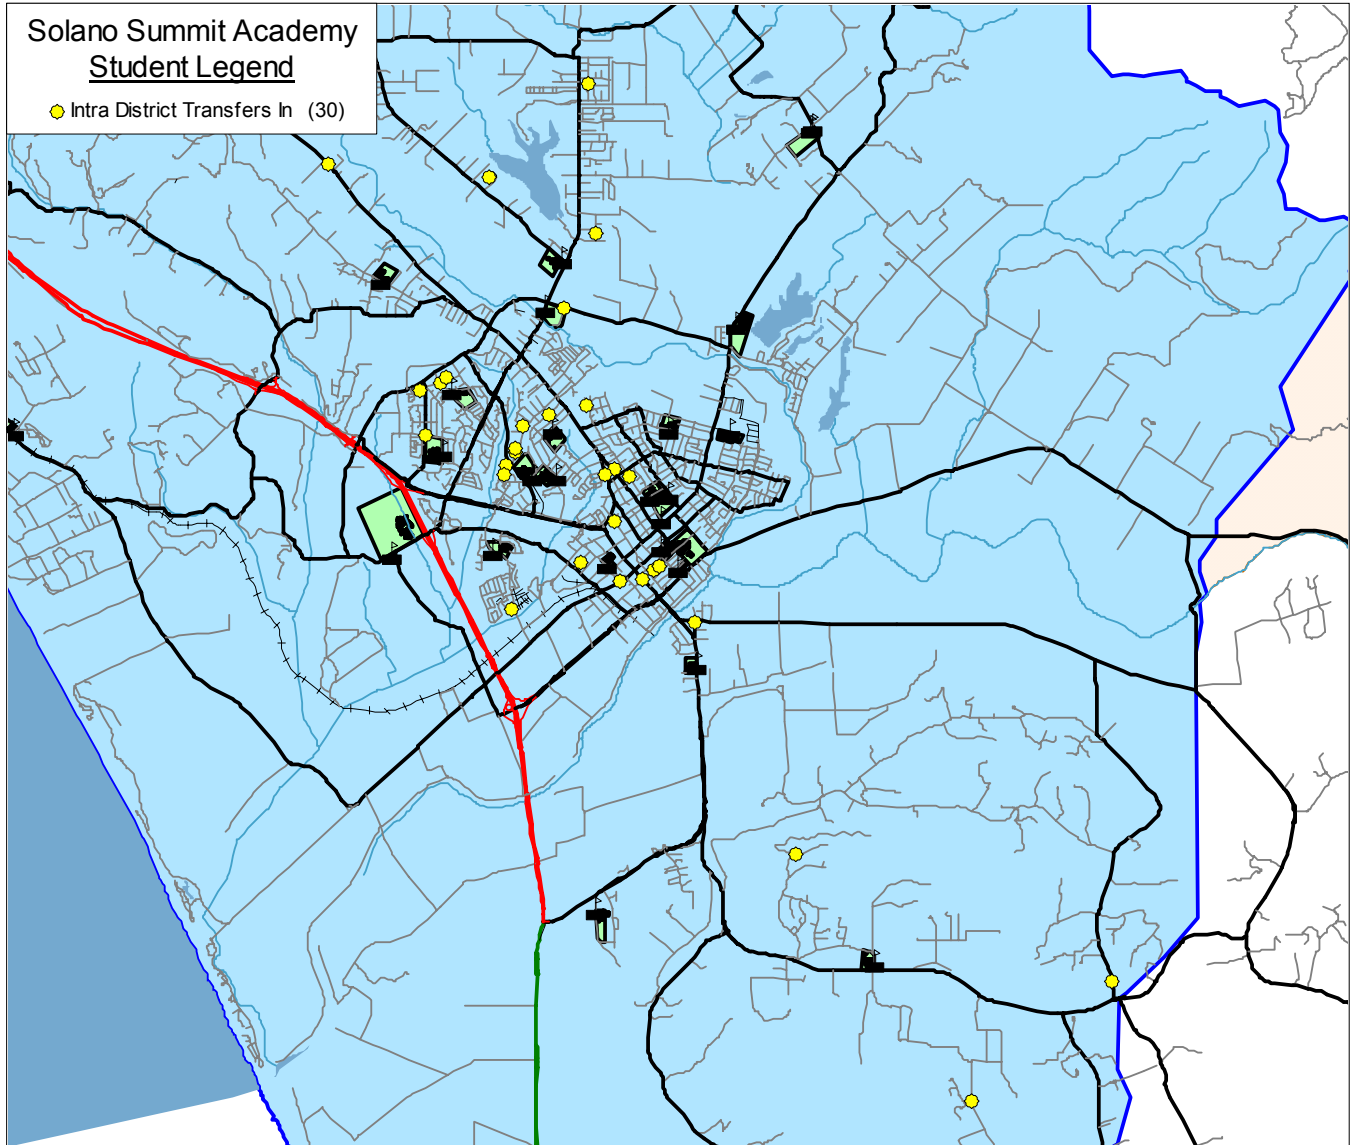 Solano Summit Academy
Student Legend
Intra District Transfers In (30)